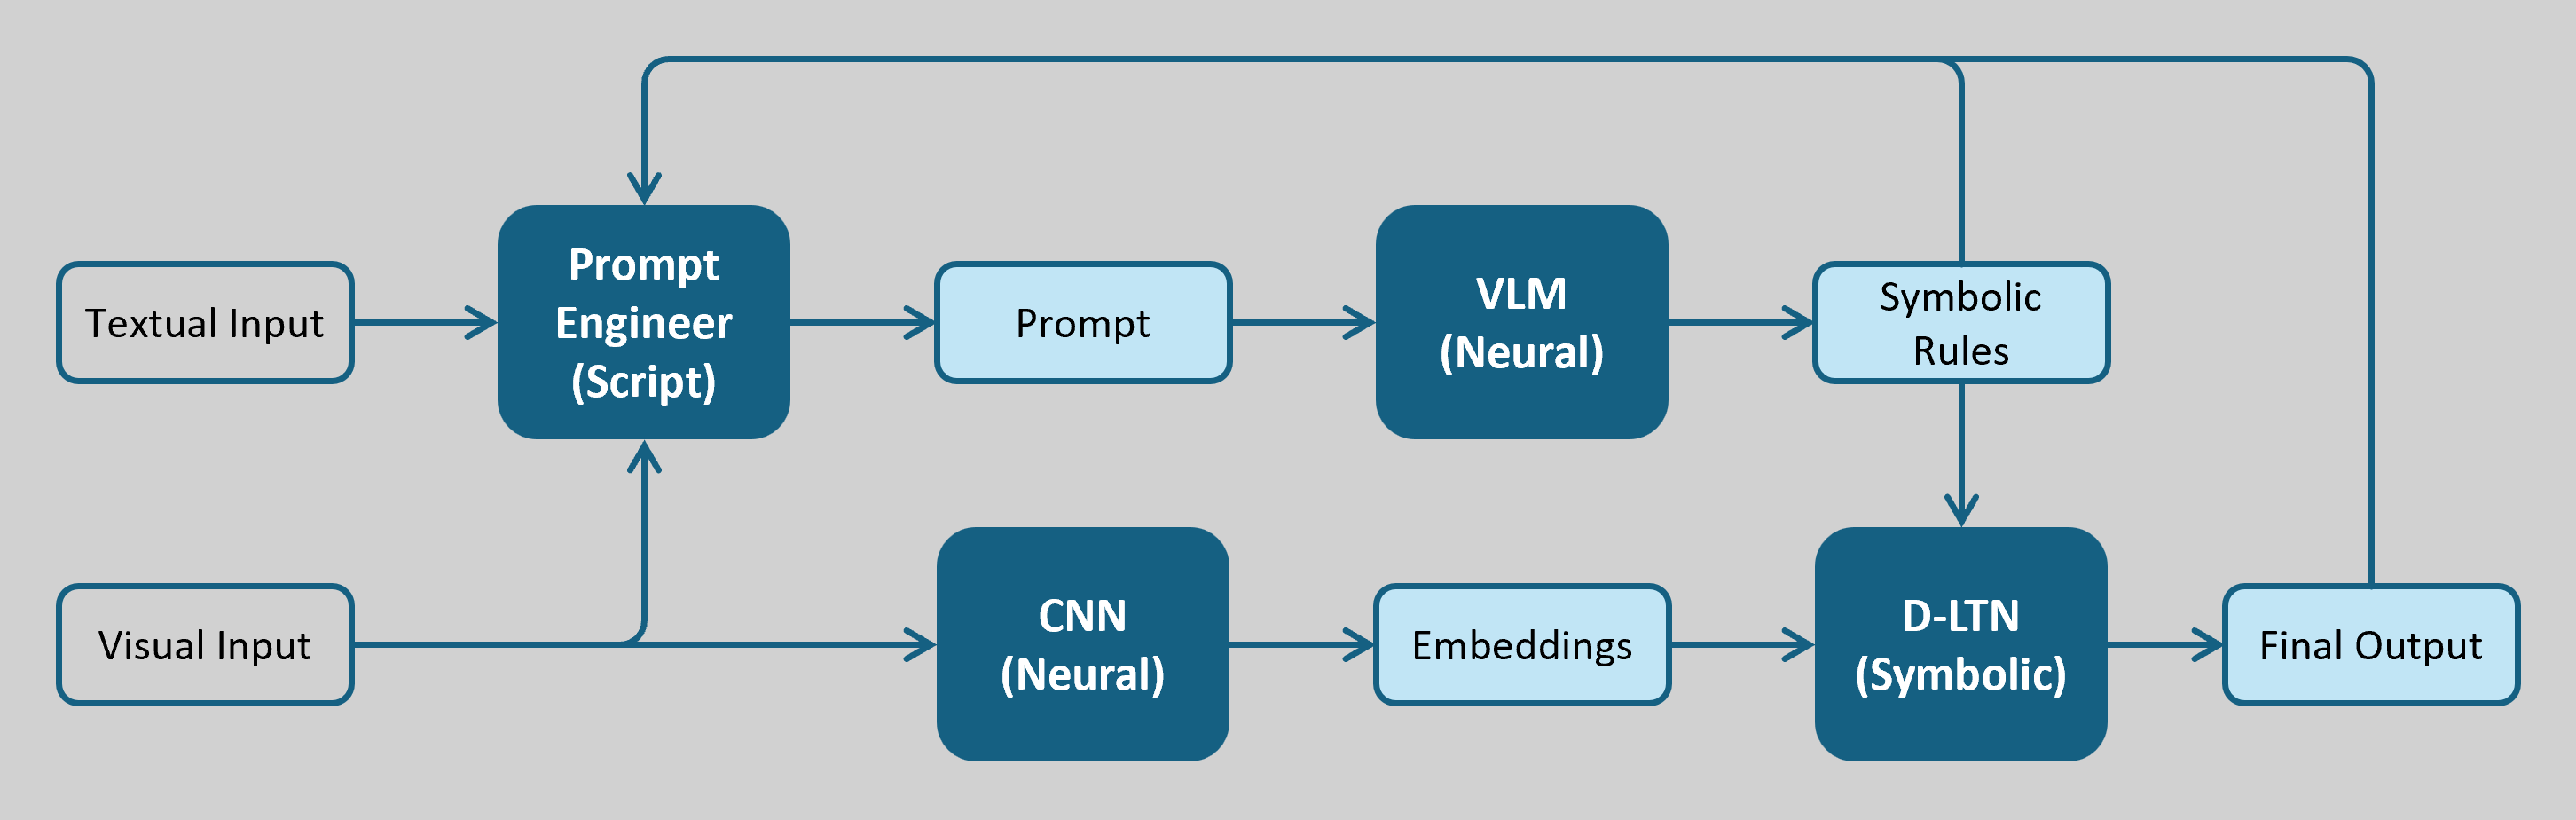 Textual Input
Prompt
Engineer
(Script)
Prompt
VLM
(Neural)
Symbolic
Rules
Visual Input
CNN
(Neural)
Embeddings
D-LTN
(Symbolic)
Final Output